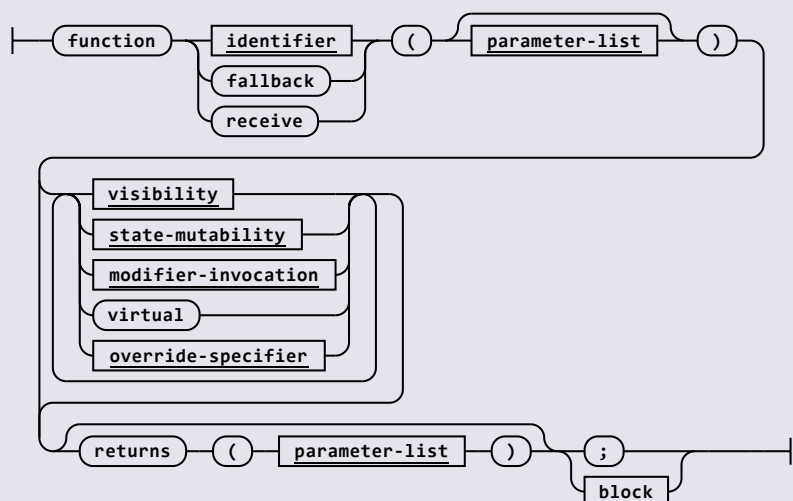 function identifier ( parameter-list )
fallback
receive
visibility
state-mutability
modifier-invocation
virtual
override-specifier
returns ( parameter-list ) ;
block